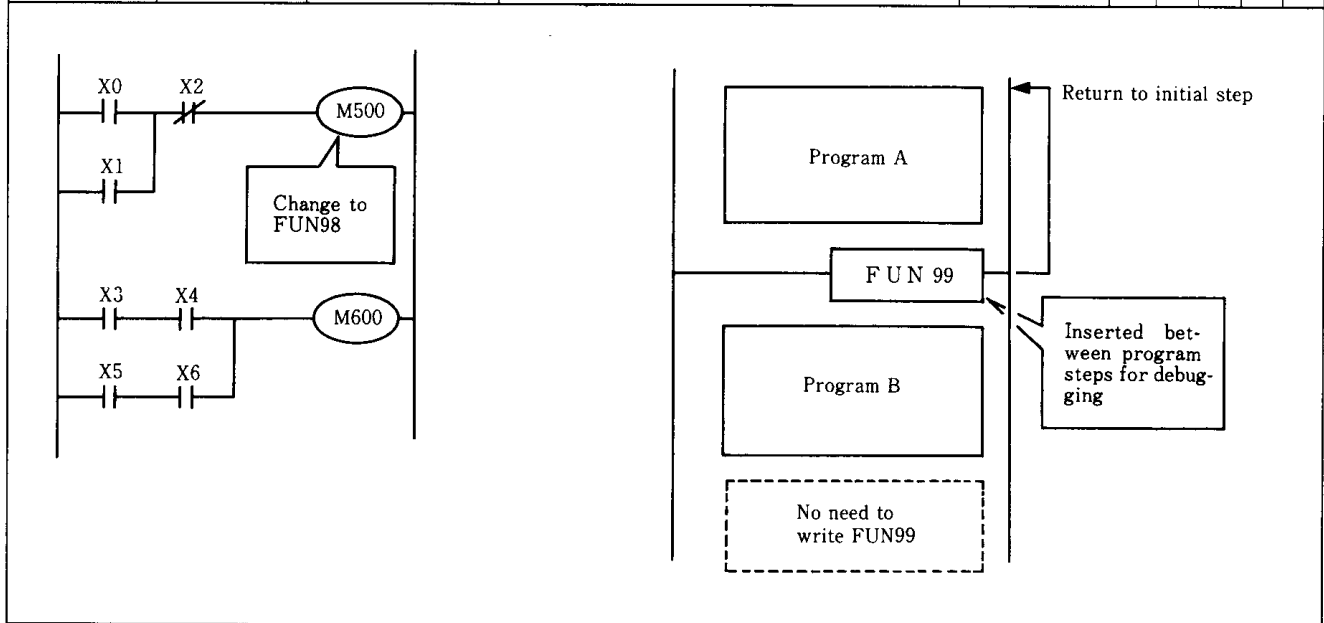 X0 X2
M500
X1
Change to
FUN98
X3 X4
M600
X5 X6
Return to initial step
Program A
FUN 99
Inserted bet-
ween program
steps for debug-
ging
Program B
No need to
write FUN99